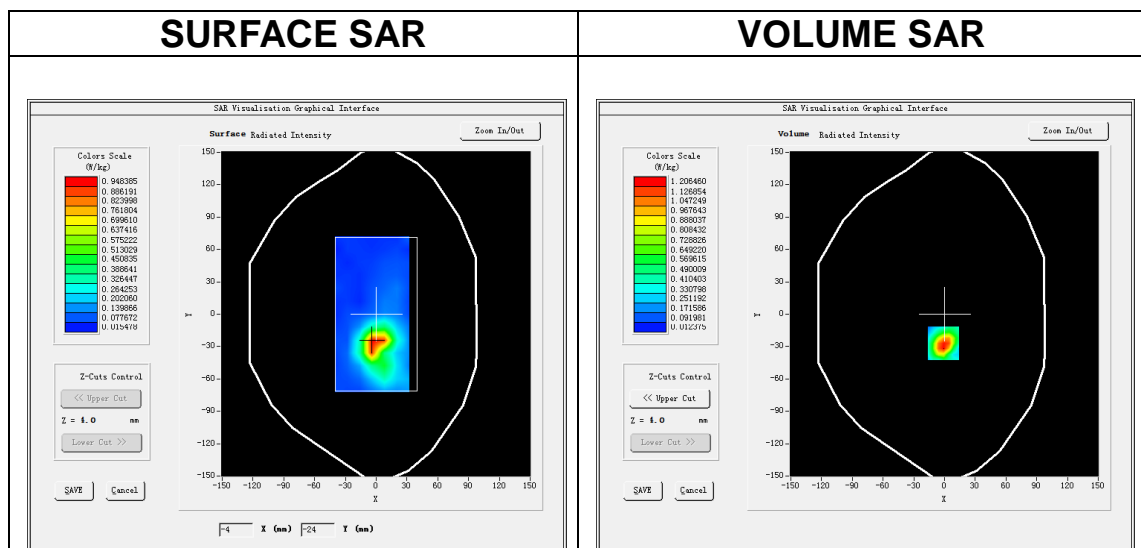 SURFACE SAR
VOLUME SAR
SAR Visualisation Graphical Interface
Surface Radiated Intensity
Zoom In/Out
Colors Scale
(W/kg)
0.948385
0.886191
0.823998
0.761804
0.699610
0.637416
0.575222
0.513029
0.450835
0.388641
0.326447
0.264253
0.202060
0.139866
0.077672
0.015478
Z-Cuts Control
<< Upper Cut
Z = 4.0 mm
Lower Cut >>
SAVE
Cancel
150
120
90
60
30
0
-30
-60
-90
-120
-150
Y
-150 -120 -90 -60 -30 0 30 60 90 120 150
X
-4 X (mm) -24 Y (mm)
SAR Visualisation Graphical Interface
Volume Radiated Intensity
Zoom In/Out
Colors Scale
(W/kg)
1.206460
1.126854
1.047249
0.967643
0.888037
0.808432
0.728826
0.649220
0.569615
0.490009
0.410403
0.330798
0.251192
0.171586
0.091981
0.012375
Z-Cuts Control
<< Upper Cut
Z = 4.0 mm
Lower Cut >>
SAVE
Cancel
150
120
90
60
30
0
-30
-60
-90
-120
-150
Y
-150 -120 -90 -60 -30 0 30 60 90 120 150
X